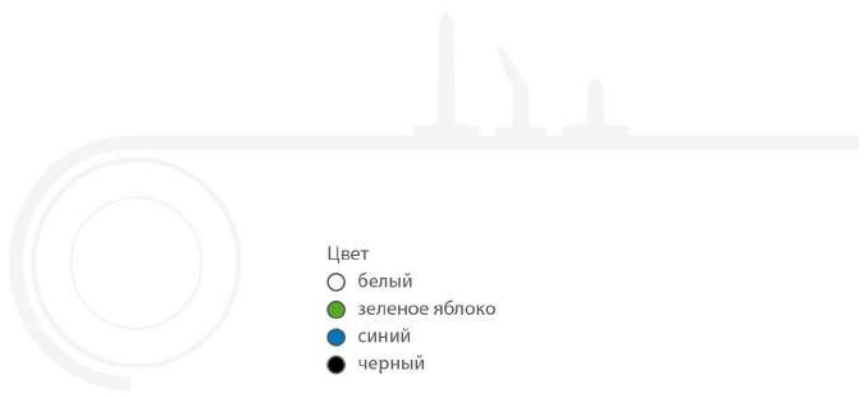 Цвет
белый
зеленое яблоко
синий
черный